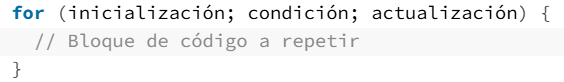 for (inicialización; condición; actualización) {
// Bloque de código a repetir
}